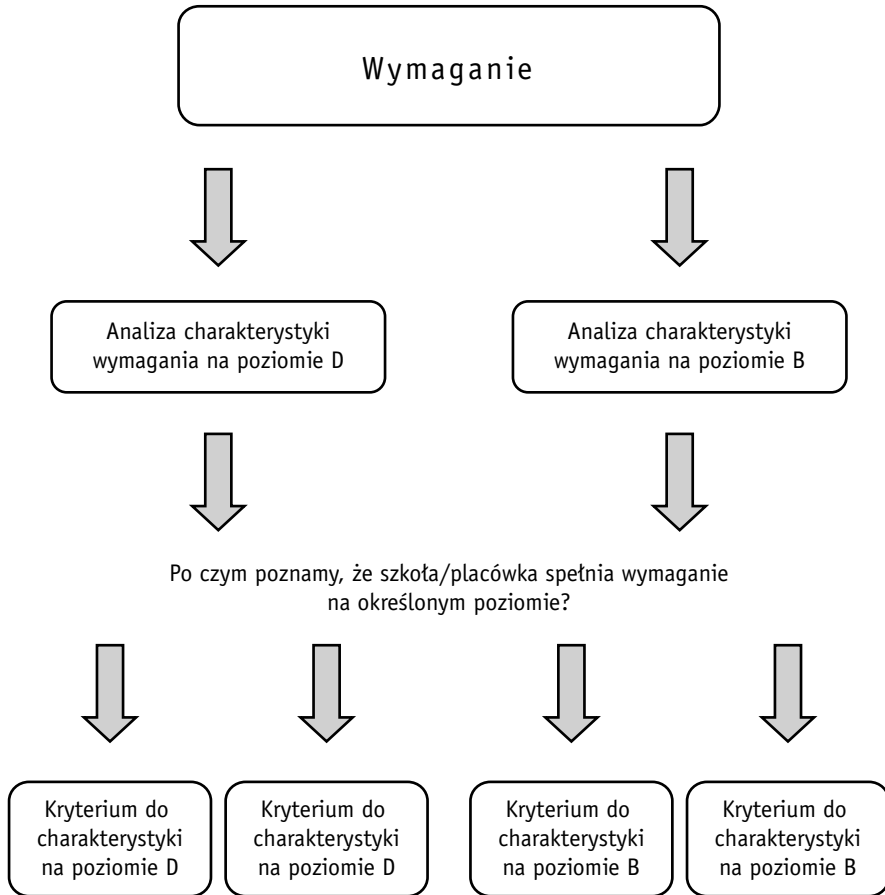 Wymaganie
Analiza charakterystyki
wymagania na poziomie D
Analiza charakterystyki
wymagania na poziomie B
Po czym poznamy, że szkoła/placówka spełnia wymaganie
na określonym poziomie?
Kryterium do
charakterystyki
na poziomie D
Kryterium do
charakterystyki
na poziomie D
Kryterium do
charakterystyki
na poziomie B
Kryterium do
charakterystyki
na poziomie B